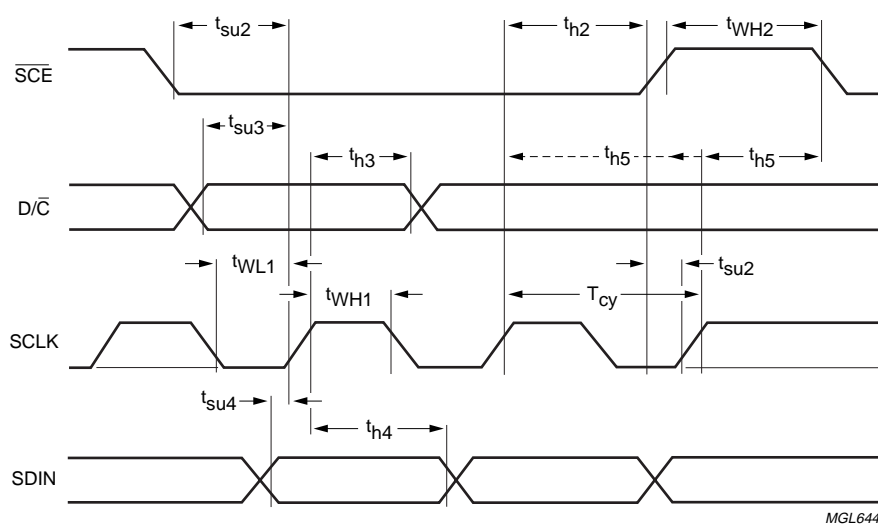 tsu2 th2 tWH2
SCE
tsu3
th3 th5 th5
D/C
tWL1 tsu2
tWH1 Tcy
SCLK
tsu4
th4
SDIN
MGL644